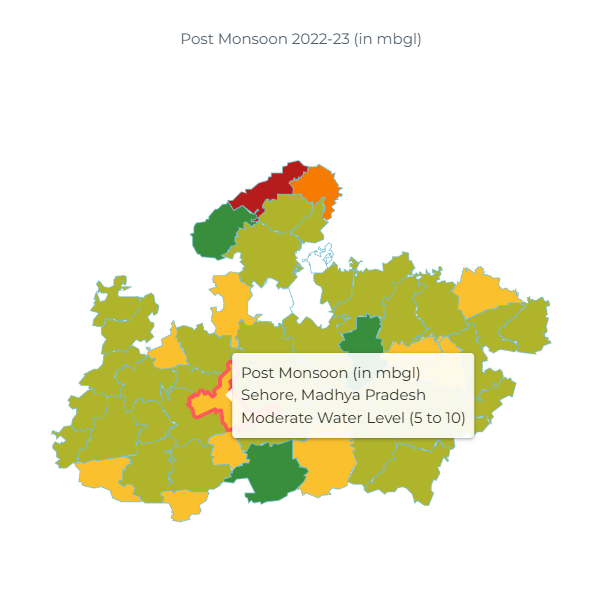 Post Monsoon 2022-23 (in mbgl)
Post Monsoon (in mbgl)
Sehore, Madhya Pradesh
Moderate Water Level (5 to 10)